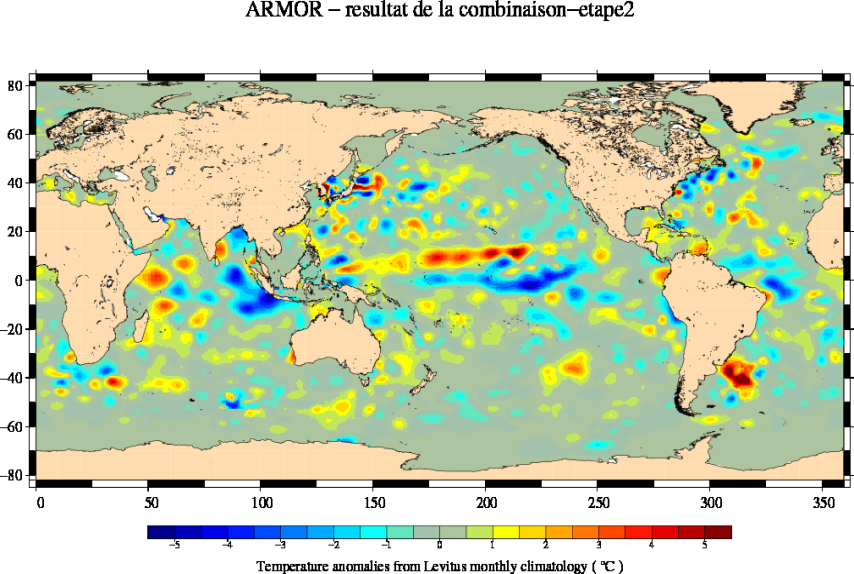 ARMOR – resultat de la combinaison–etape2
80
60
40
20
0
−20
−40
−60
−80
0 50 100 150 200 250 300 350
−5 −4 −3 −2 −1 0 1 2 3 4 5
Temperature anomalies from Levitus monthly climatology ( °C )